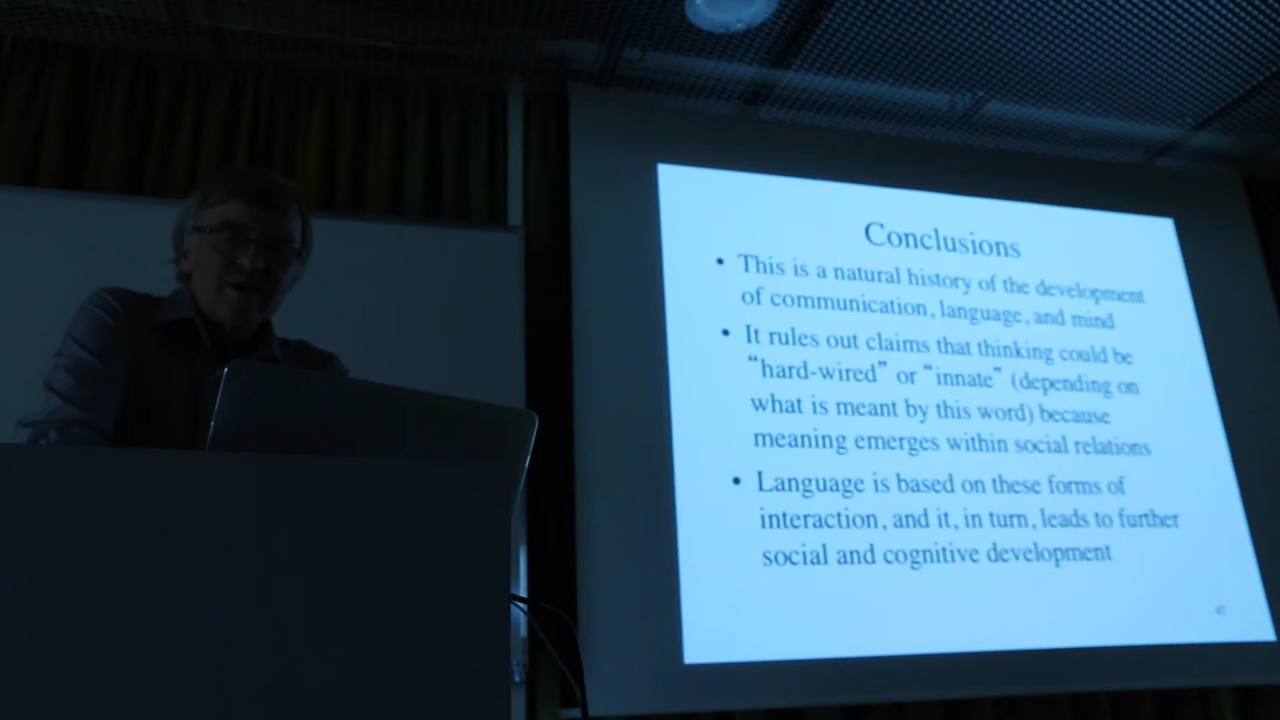 Conclusions
• This is a natural history of the development
of communication, language, and mind
• It rules out claims that thinking could be
“hard-wired” or “innate” (depending on
what is meant by this word) because
meaning emerges within social relations
• Language is based on these forms of
interaction, and it, in turn, leads to further
social and cognitive development